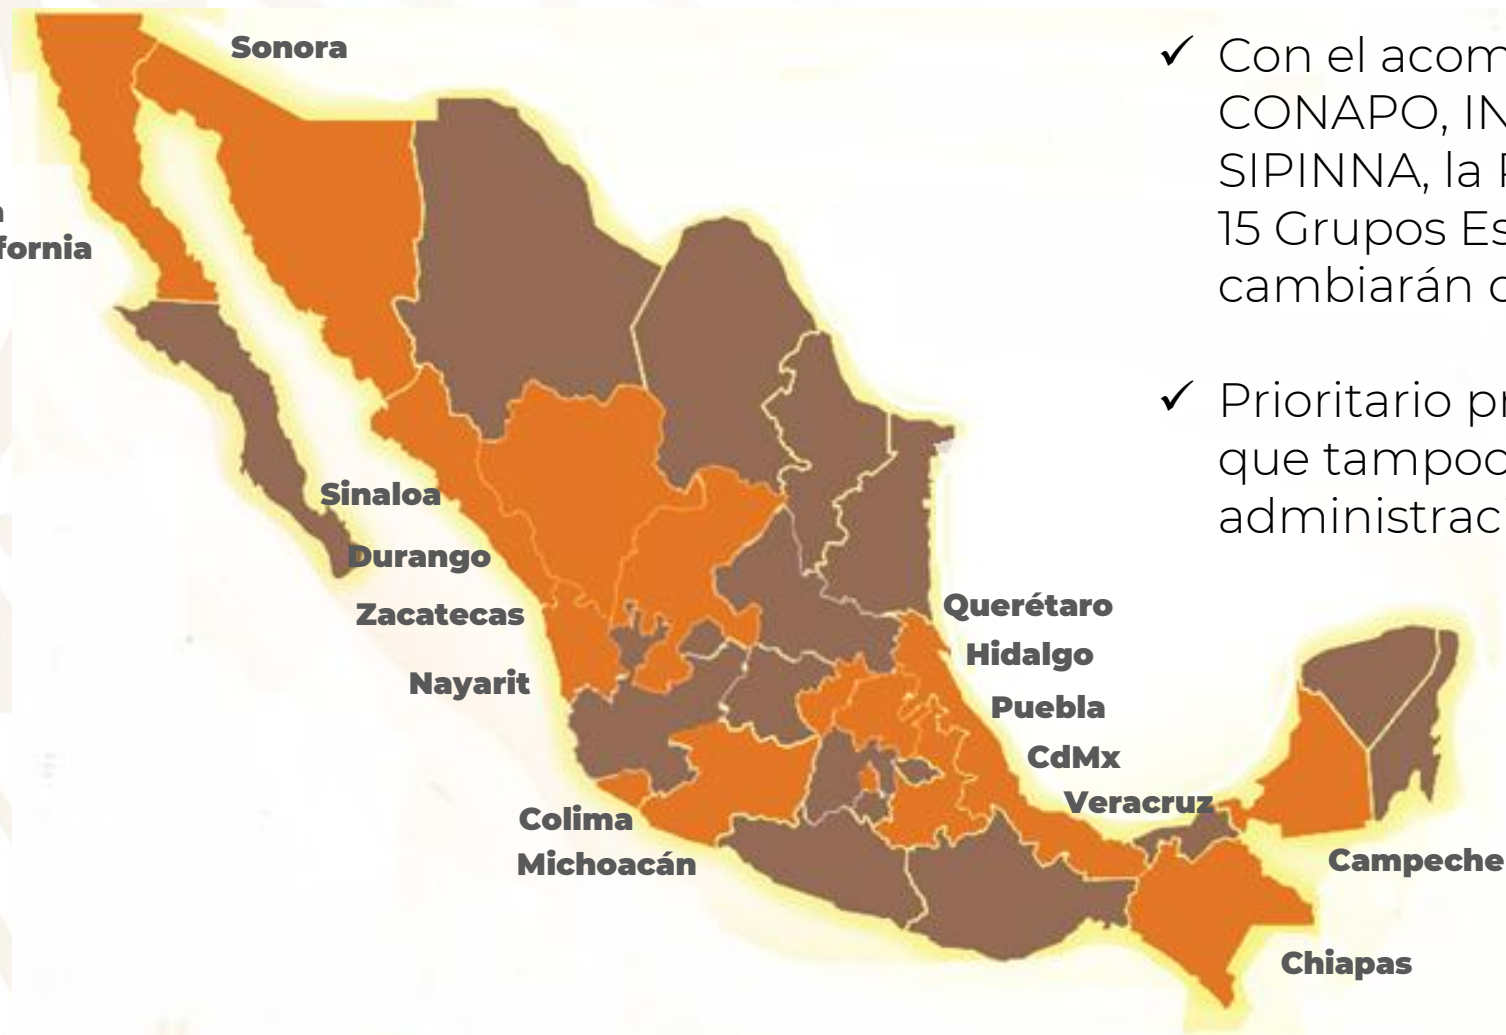 Sonora
fornia
Sinaloa
Durango
Zacatecas
Nayarit
Colima
Michoacán
Querétaro
Hidalgo
Puebla
CdMx
Veracruz
Campeche
Chiapas
✓ Con el acom
CONAPO, IN
SIPINNA, la
15 Grupos Es
cambiarán
✓ Prioritario pr
que tampoc
administrac